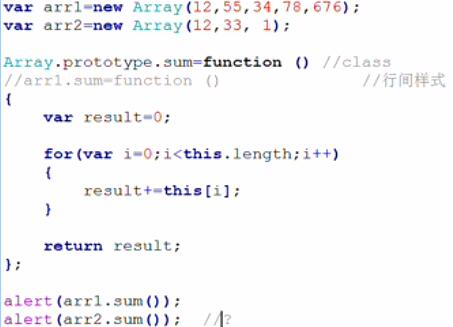 var arr1=new Array(12,55,34,78,676);
var arr2=new Array(12,33, 1);
Array.prototype.sum=function () //class
//arr1.sum=function () //行间样式
{
var result=0;
for(var i=0;i<this.length;i++)
{
result+=this[i];
}
return result;
};
alert(arr1.sum());
alert(arr2.sum()); //?